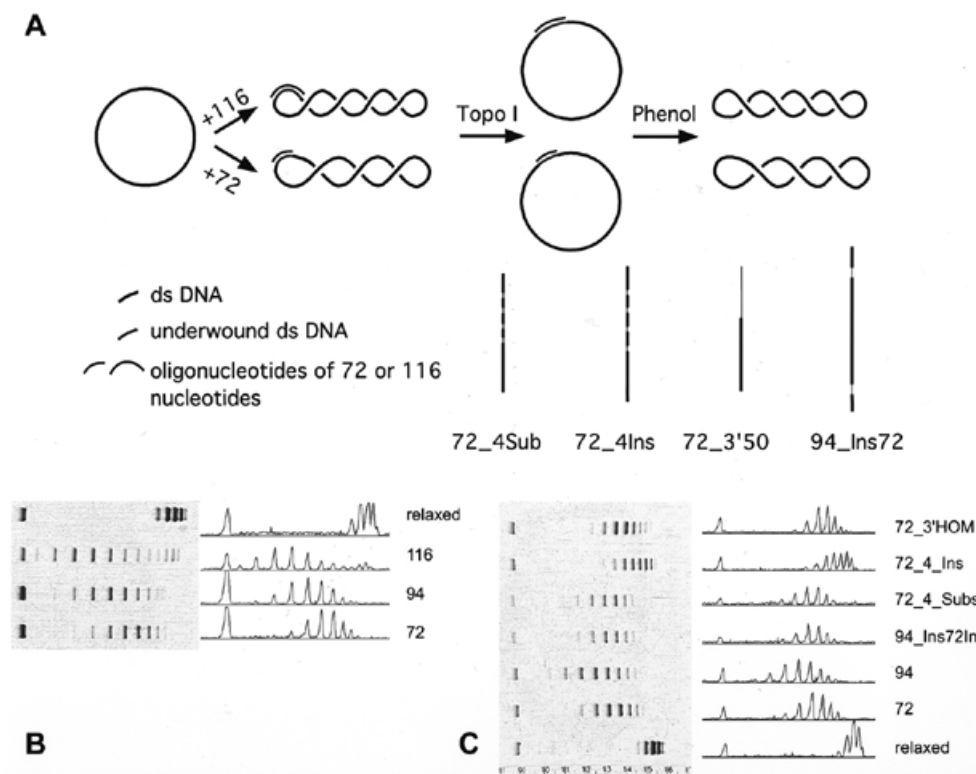 A
+116
+72
Topo I
Phenol
ds DNA
underwound ds DNA
oligonucleotides of 72 or 116
nucleotides
72_4Sub
72_4Ins
72_3'50
94_Ins72
relaxed
116
94
72
B
72_3'HOM
72_4_Ins
72_4_Subs
94_Ins72In
94
72
relaxed
C